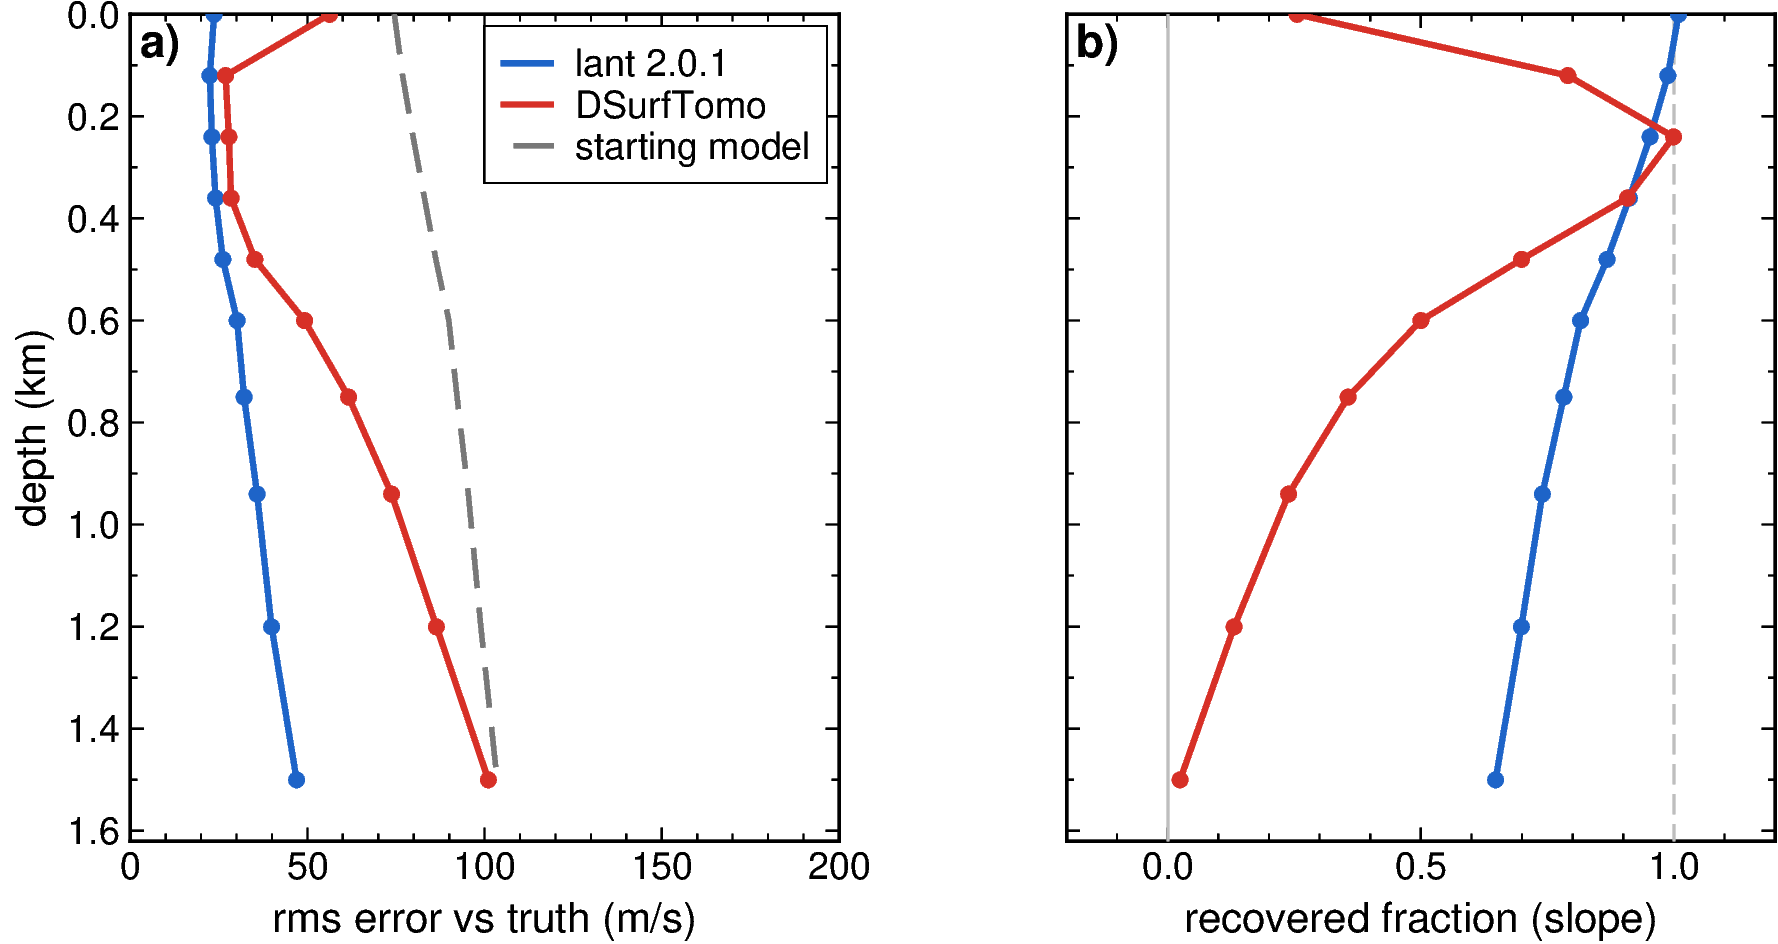 a)
lant 2.0.1
DSurfTomo
starting model
0.0
0.2
0.4
0.6
0.8
1.0
1.2
1.4
1.6
depth (km)
0 50 100 150 200
rms error vs truth (m/s)
b)
0.0 0.5 1.0
recovered fraction (slope)